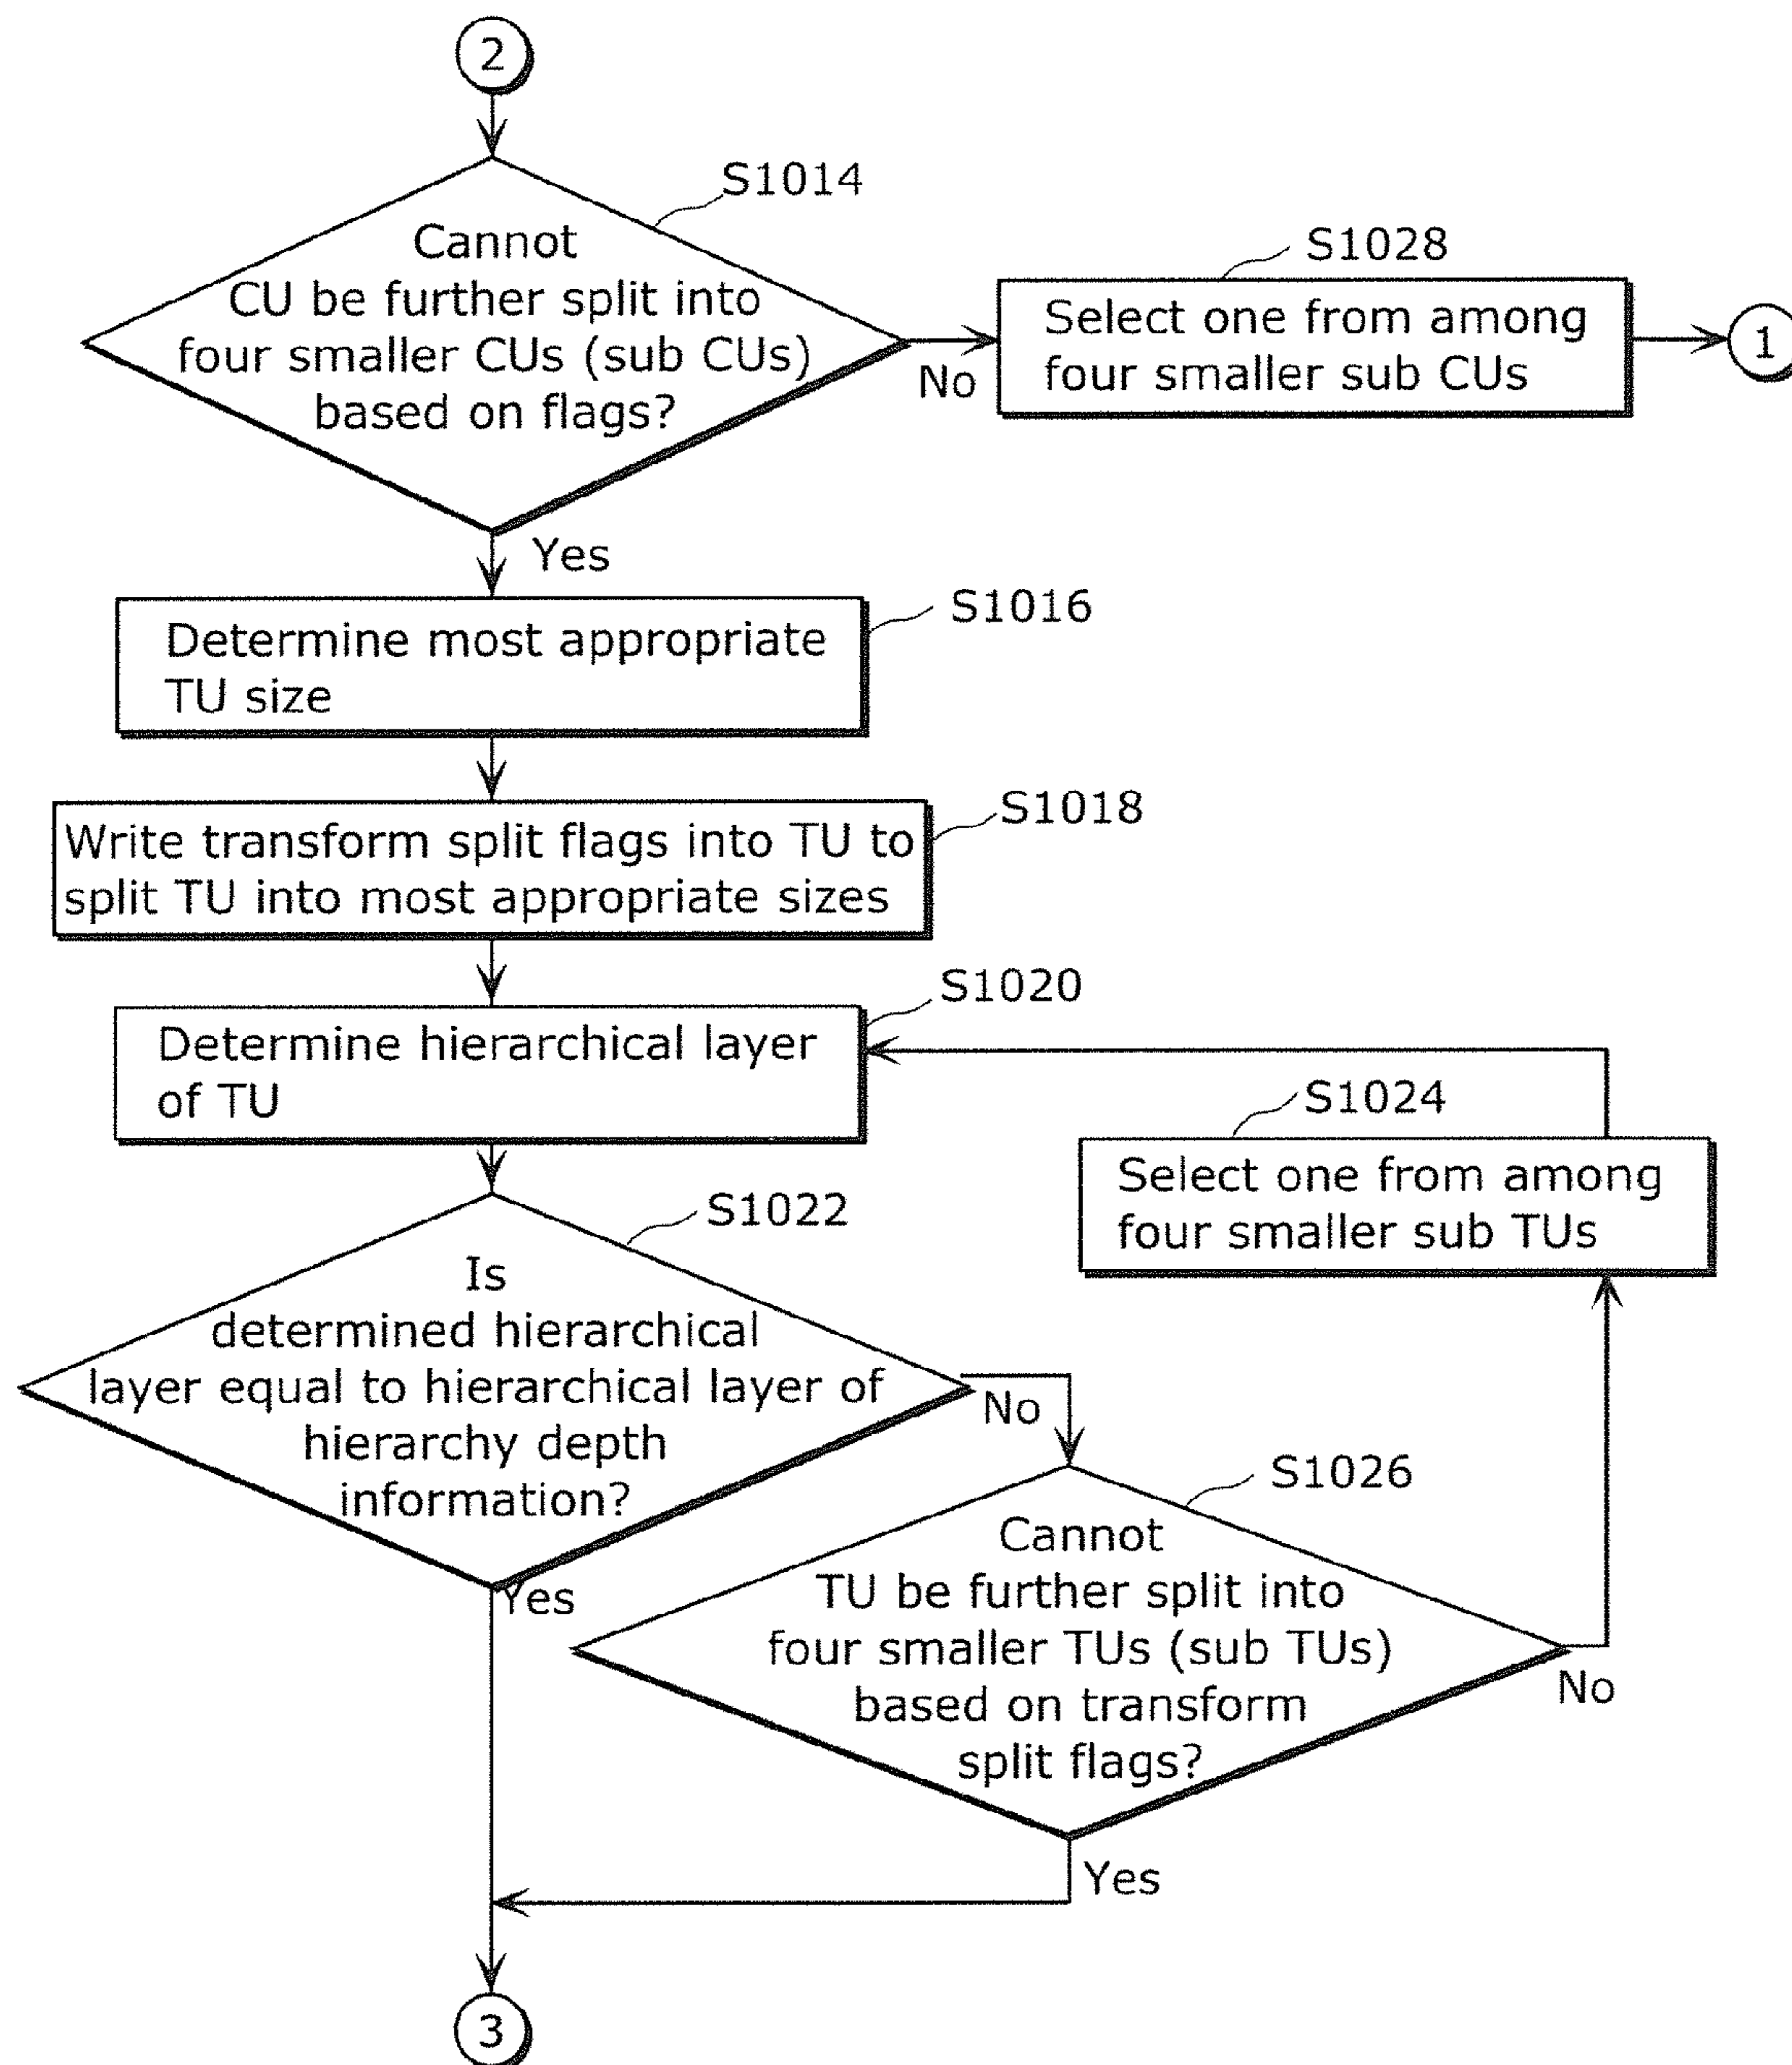 2
S1014
Cannot
CU be further split into
four smaller CUs (sub CUs)
based on flags?
No
Yes
S1028
Select one from among
four smaller sub CUs
1
S1016
Determine most appropriate
TU size
S1018
Write transform split flags into TU to
split TU into most appropriate sizes
S1020
Determine hierarchical layer
of TU
S1024
Select one from among
four smaller sub TUs
S1022
Is
determined hierarchical
layer equal to hierarchical layer of
hierarchy depth
information?
No
Yes
S1026
Cannot
TU be further split into
four smaller TUs (sub TUs)
based on transform
split flags?
No
Yes
3